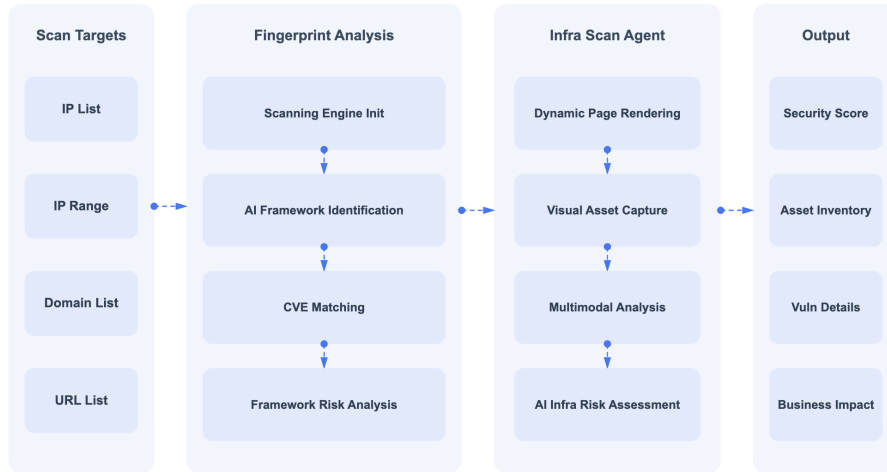 Scan Targets
IP List
IP Range
Domain List
URL List
Fingerprint Analysis
Scanning Engine Init
AI Framework Identification
CVE Matching
Framework Risk Analysis
Infra Scan Agent
Dynamic Page Rendering
Visual Asset Capture
Multimodal Analysis
AI Infra Risk Assessment
Output
Security Score
Asset Inventory
Vuln Details
Business Impact